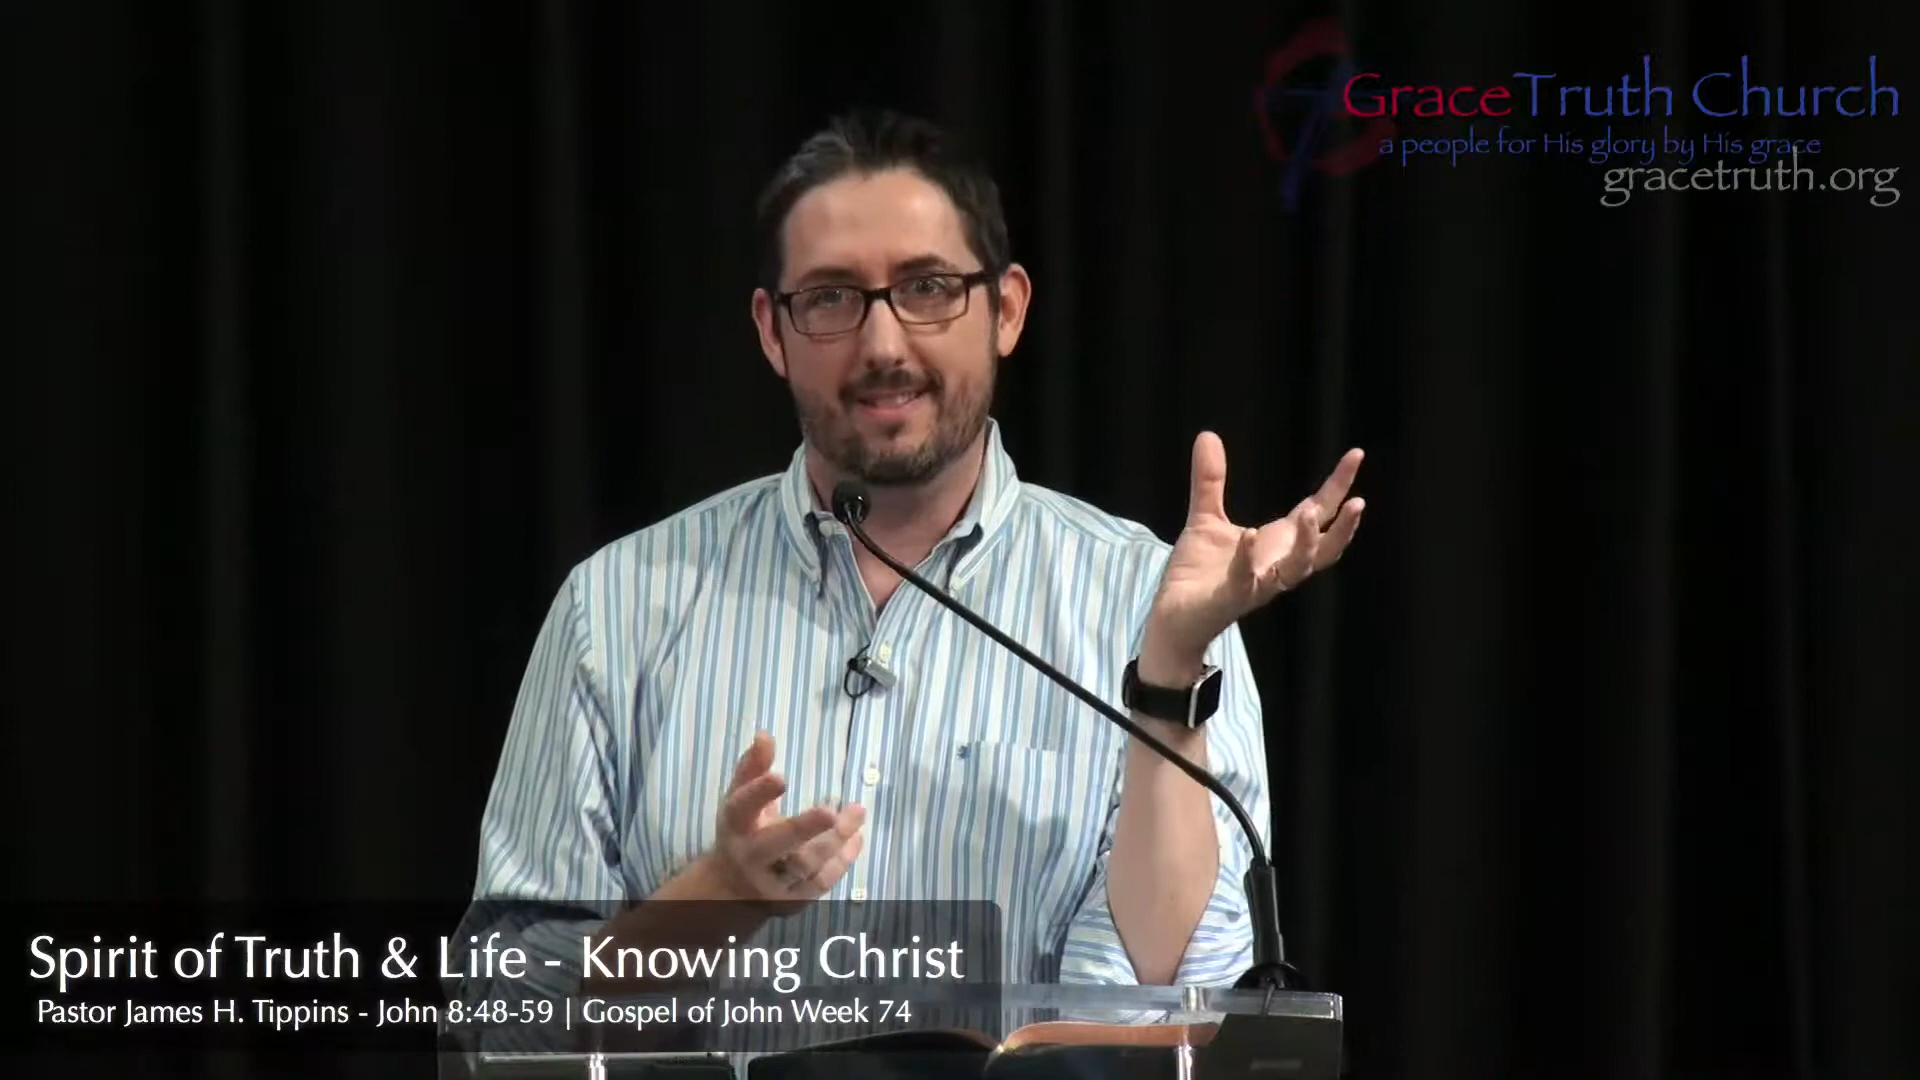 GraceTruth Church
a people for His glory by His grace
gracetruth.org
Spirit of Truth & Life - Knowing Christ
Pastor James H. Tippins - John 8:48-59 | Gospel of John Week 74